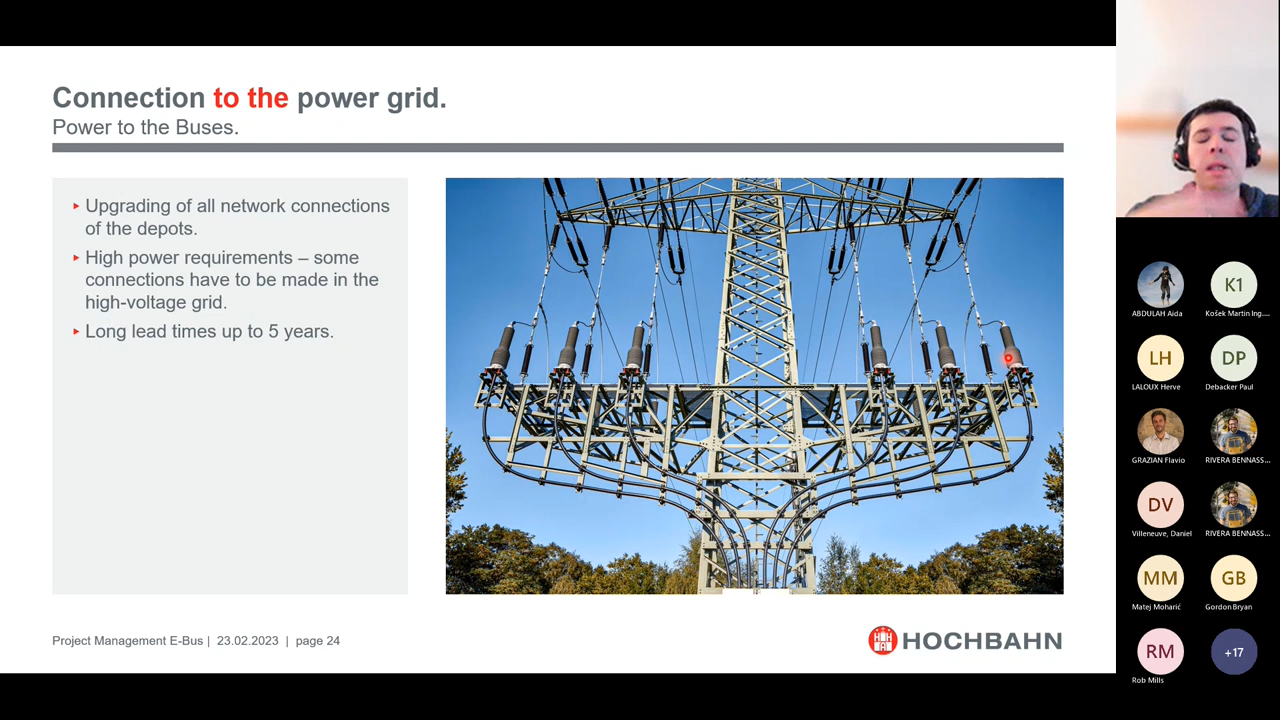 Connection to the power grid.
Power to the Buses.
‣ Upgrading of all network connections
of the depots.
‣ High power requirements – some
connections have to be made in the
high-voltage grid.
‣ Long lead times up to 5 years.
Project Management E-Bus | 23.02.2023 | page 24
HOCHBAHN
ABDULAH Aida
K1
Košek Martin Ing....
LH
LALOUX Herve
DP
Debacker Paul
GRAZIAN Flavio
RIVERA BENNASS...
DV
Villeneuve, Daniel
RIVERA BENNASS...
MM
Matej Moharić
GB
Gordon Bryan
RM
Rob Mills
+17